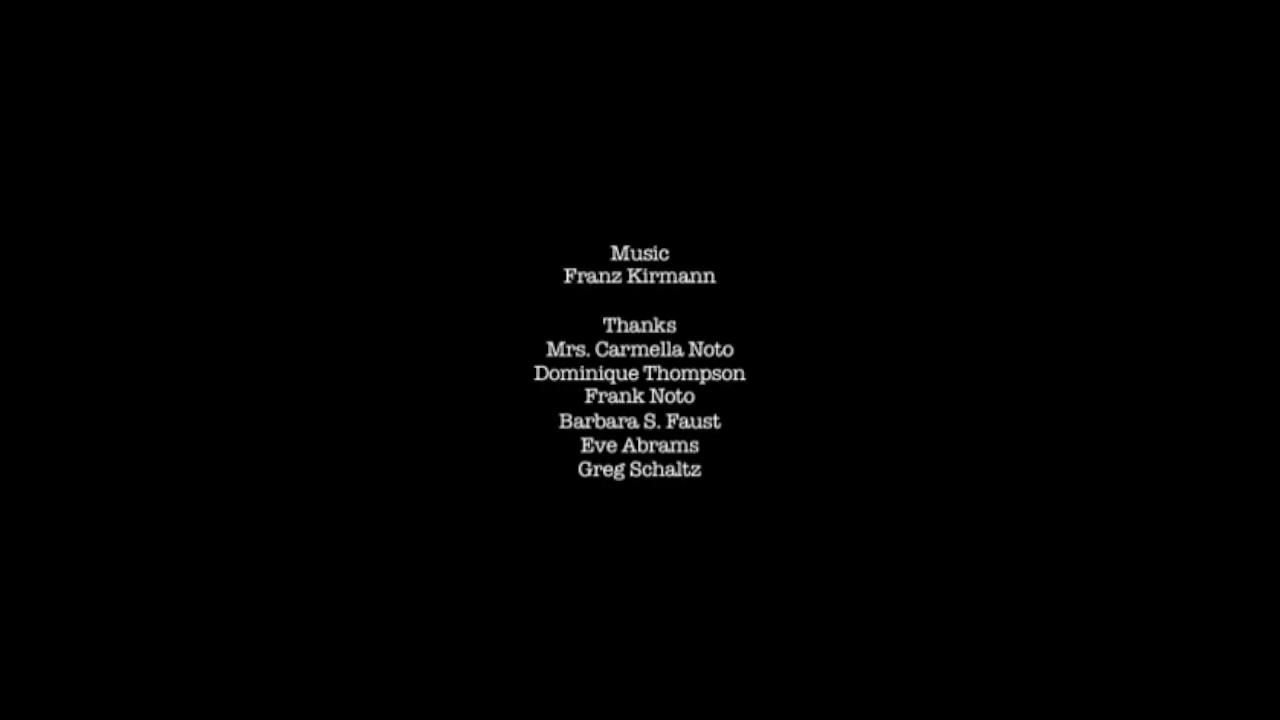 Music
Franz Kirmann
Thanks
Mrs. Carmella Noto
Dominique Thompson
Frank Noto
Barbara S. Faust
Eve Abrams
Greg Schaltz